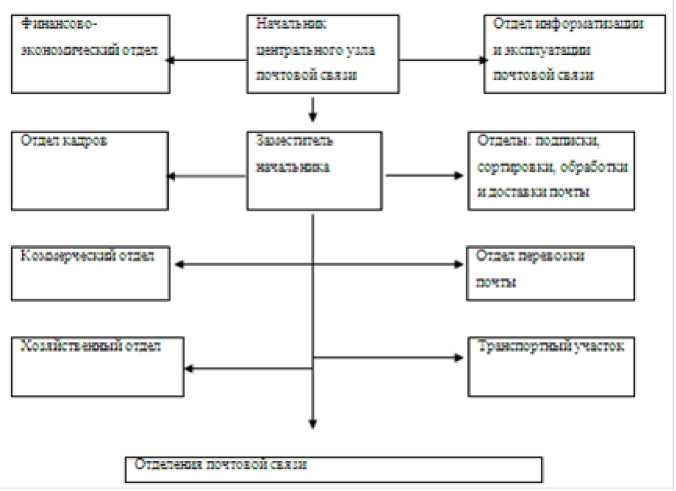 Финансово-
экономический отдел
Начальник
центрального узла
почтовой связи
Отдел информатизации
и эксплуатации
почтовой связи
Отдел кадров
Заместитель
начальника
Отделы: подписки,
сортировки, обработки
и доставки почты
Коммерческий отдел
Отдел перевозки
почты
Хозяйственный отдел
Транспортный участок
Отделения почтовой связи